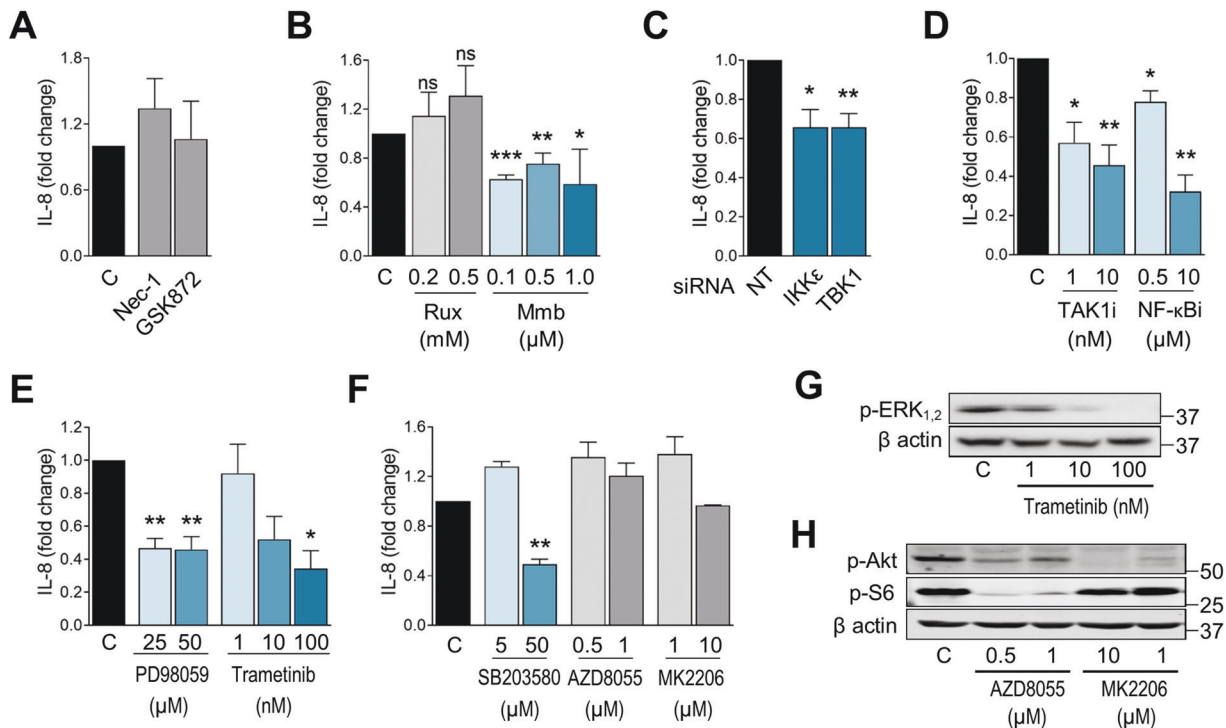 A
IL-8 (fold change)
1.8
1.2
0.6
0.0
C
Nec-1
GSK872
B
IL-8 (fold change)
1.6
1.2
0.8
0.4
0.0
ns
ns
***
**
*
C
0.2
0.5
0.1
0.5
1.0
Rux
Mmb
(mM)
(µM)
C
IL-8 (fold change)
1.0
0.8
0.6
0.4
0.2
0.0
*
**
siRNA
NT
IKKε
TBK1
D
IL-8 (fold change)
1.0
0.8
0.6
0.4
0.2
0.0
*
**
*
**
C
1
10
0.5
10
TAK1i
NF-κBi
(nM)
(µM)
E
IL-8 (fold change)
1.2
1.0
0.8
0.6
0.4
0.2
0.0
**
**
*
C
25
50
1
10
100
PD98059
Trametinib
(µM)
(nM)
F
IL-8 (fold change)
1.6
1.2
0.8
0.4
0.0
**
C
5
50
0.5
1
1
10
SB203580
AZD8055
MK2206
(µM)
(µM)
(µM)
G
p-ERK1,2
37
β actin
37
C
1
10
100
Trametinib (nM)
H
p-Akt
50
p-S6
25
β actin
37
C
0.5
1
10
1
AZD8055
MK2206
(µM)
(µM)